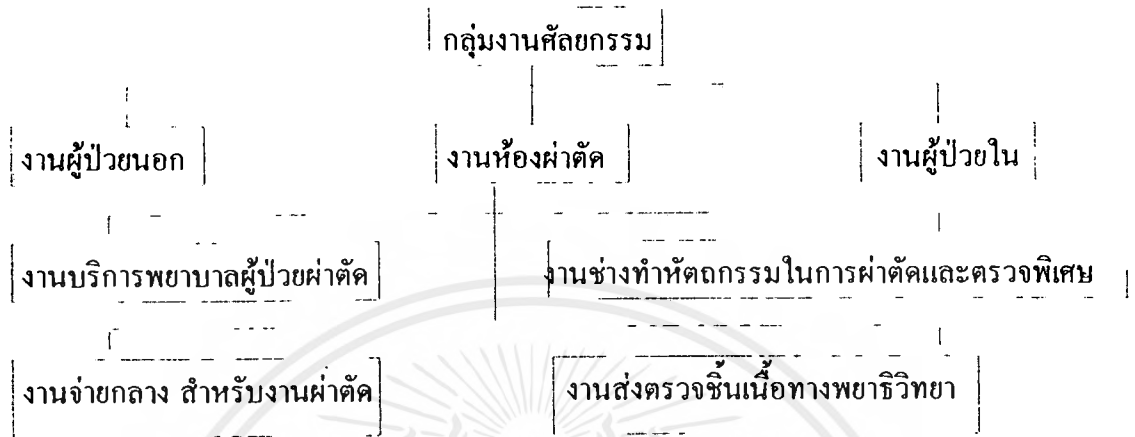 กลุ่มงานศัลยกรรม
งานผู้ป่วยนอก
งานห้องผ่าตัด
งานผู้ป่วยใน
งานบริการพยาบาลผู้ป่วยผ่าตัด
งานช่างทำหัตถกรรมในการผ่าตัดและตรวจพิเศษ
งานจ่ายกลาง สำหรับงานผ่าตัด
งานส่งตรวจชิ้นเนื้อทางพยาธิวิทยา